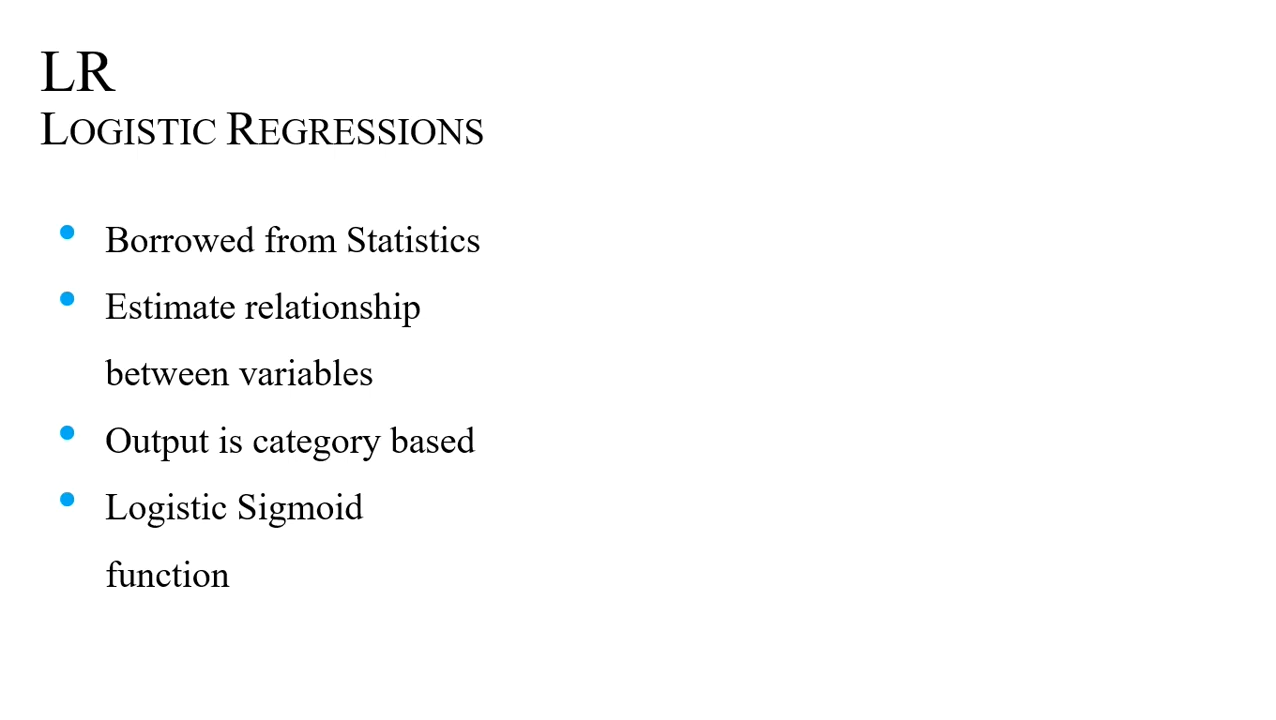 LR
LOGISTIC REGRESSIONS
• Borrowed from Statistics
• Estimate relationship
between variables
• Output is category based
• Logistic Sigmoid
function